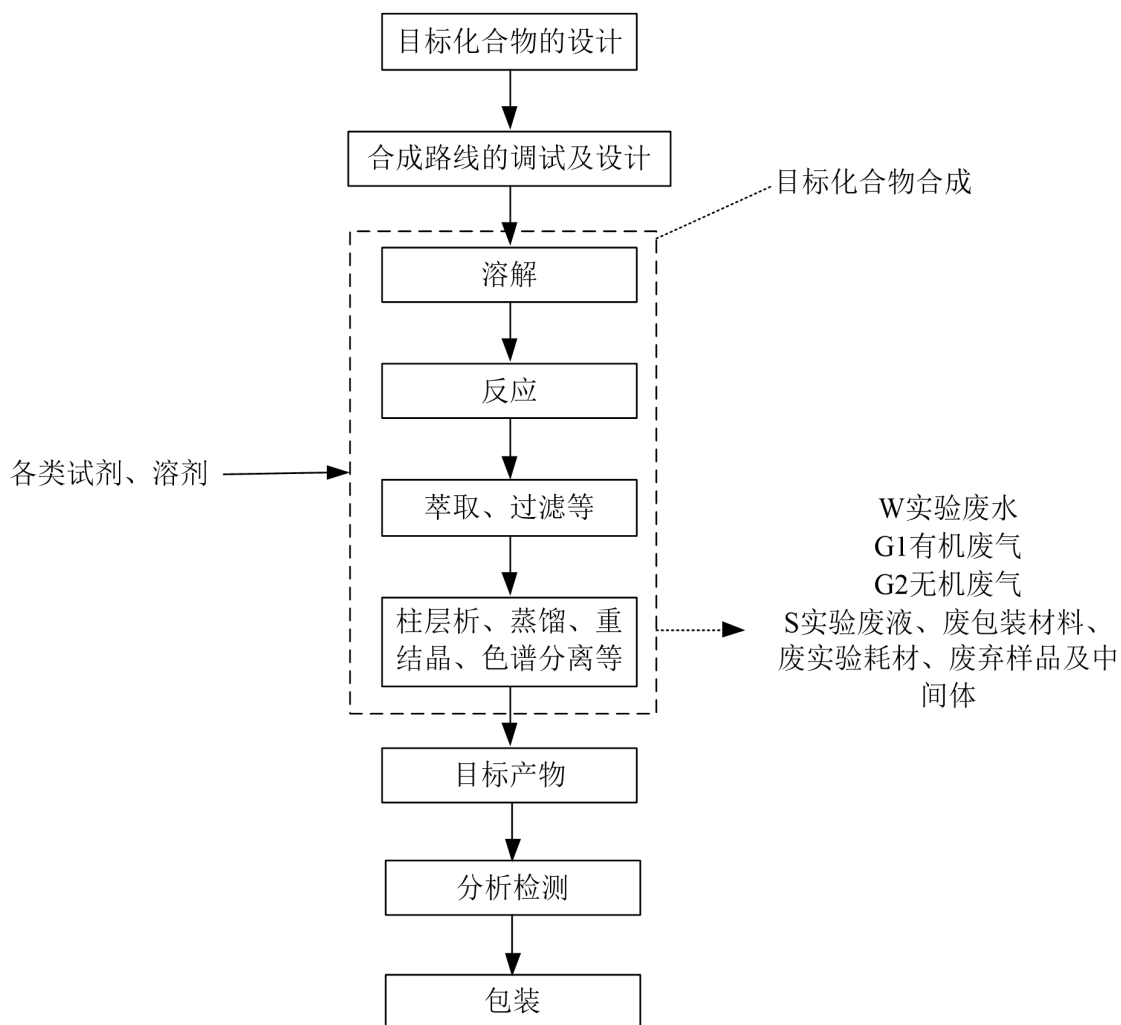 目标化合物的设计
合成路线的调试及设计
目标化合物合成
溶解
反应
各类试剂、溶剂
萃取、过滤等
W实验废水
G1有机废气
G2无机废气
S实验废液、废包装材料、
废实验耗材、废弃样品及中
间体
柱层析、蒸馏、重
结晶、色谱分离等
目标产物
分析检测
包装